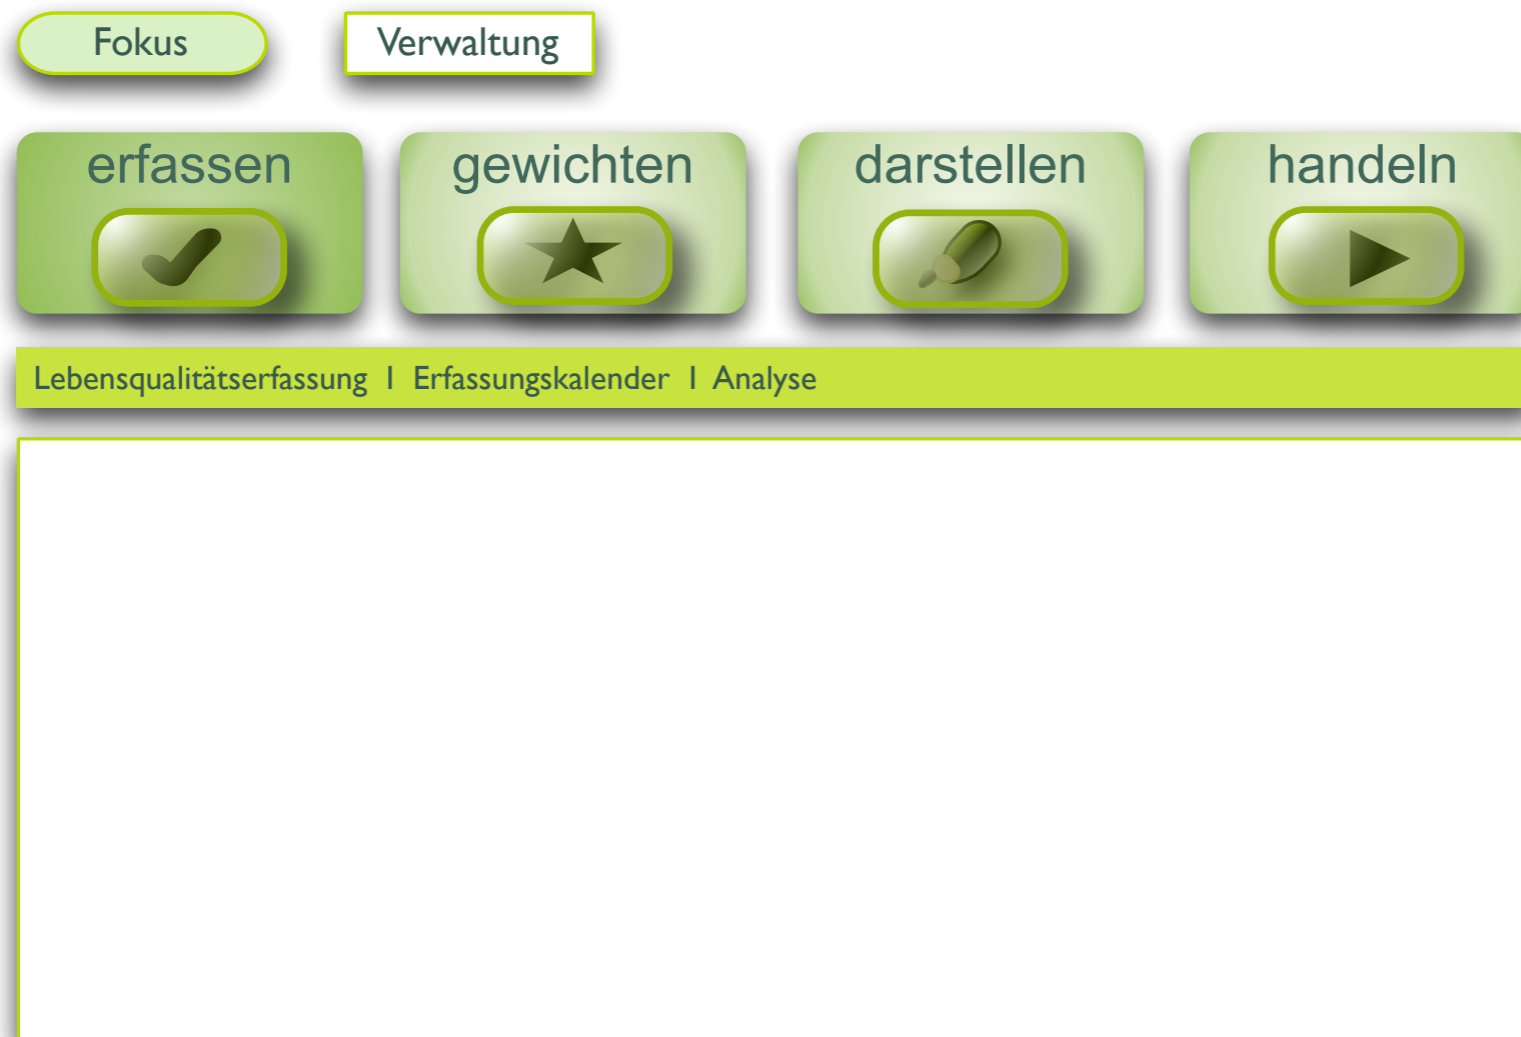 Fokus Verwaltung
erfassen gewichten darstellen handeln
Lebensqualitätserfassung I Erfassungskalender I Analyse